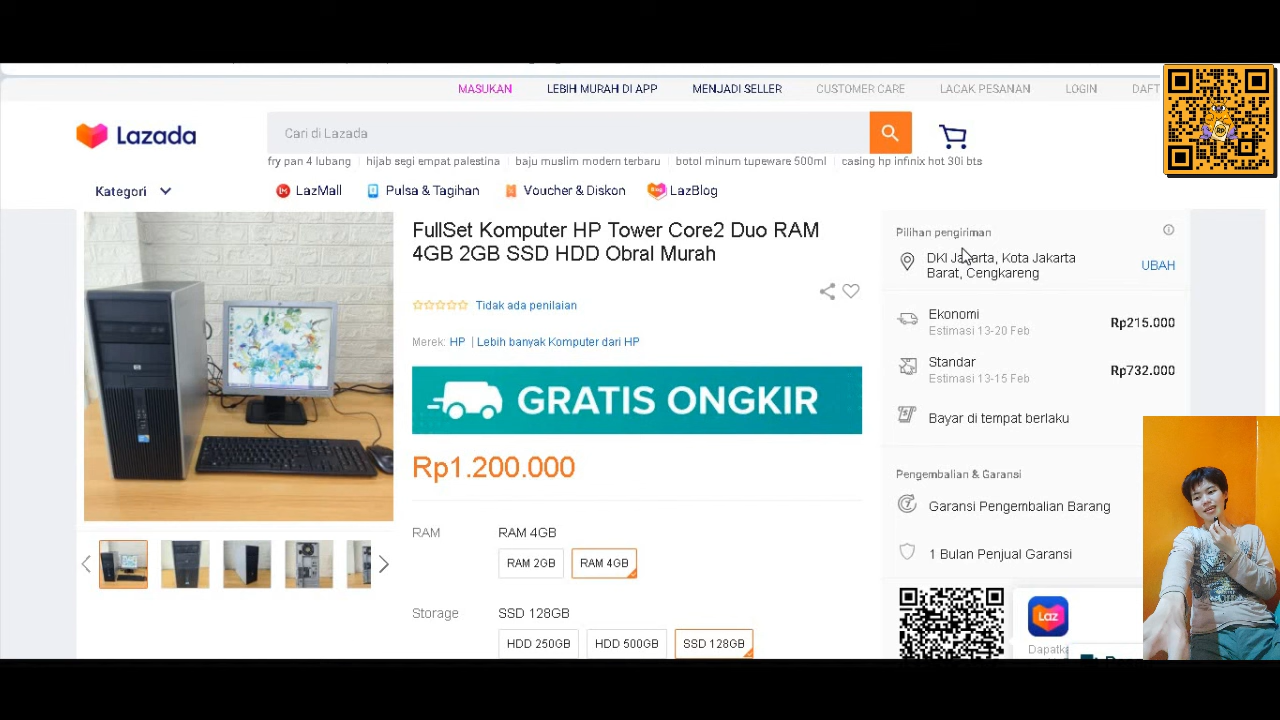 MASUKAN LEBIH MURAH DI APP MENJADI SELLER CUSTOMER CARE LACAK PESANAN LOGIN DAFT
Lazada
Cari di Lazada
fry pan 4 lubang hijab segi empat palestina baju muslim modern terbaru botol minum tupeware 500ml casing hp infinix hot 30i bts
Kategori LazMall Pulsa & Tagihan Voucher & Diskon LazBlog
FullSet Komputer HP Tower Core2 Duo RAM
4GB 2GB SSD HDD Obral Murah
Tidak ada penilaian
Merek: HP | Lebih banyak Komputer dari HP
GRATIS ONGKIR
Rp1.200.000
RAM RAM 4GB
RAM 2GB RAM 4GB
Storage SSD 128GB
HDD 250GB HDD 500GB SSD 128GB
Pilihan pengiriman
DKI Jakarta, Kota Jakarta
Barat, Cengkareng
UBAH
Ekonomi
Estimasi 13-20 Feb
Rp215.000
Standar
Estimasi 13-15 Feb
Rp732.000
Bayar di tempat berlaku
Pengembalian & Garansi
Garansi Pengembalian Barang
1 Bulan Penjual Garansi
Laz